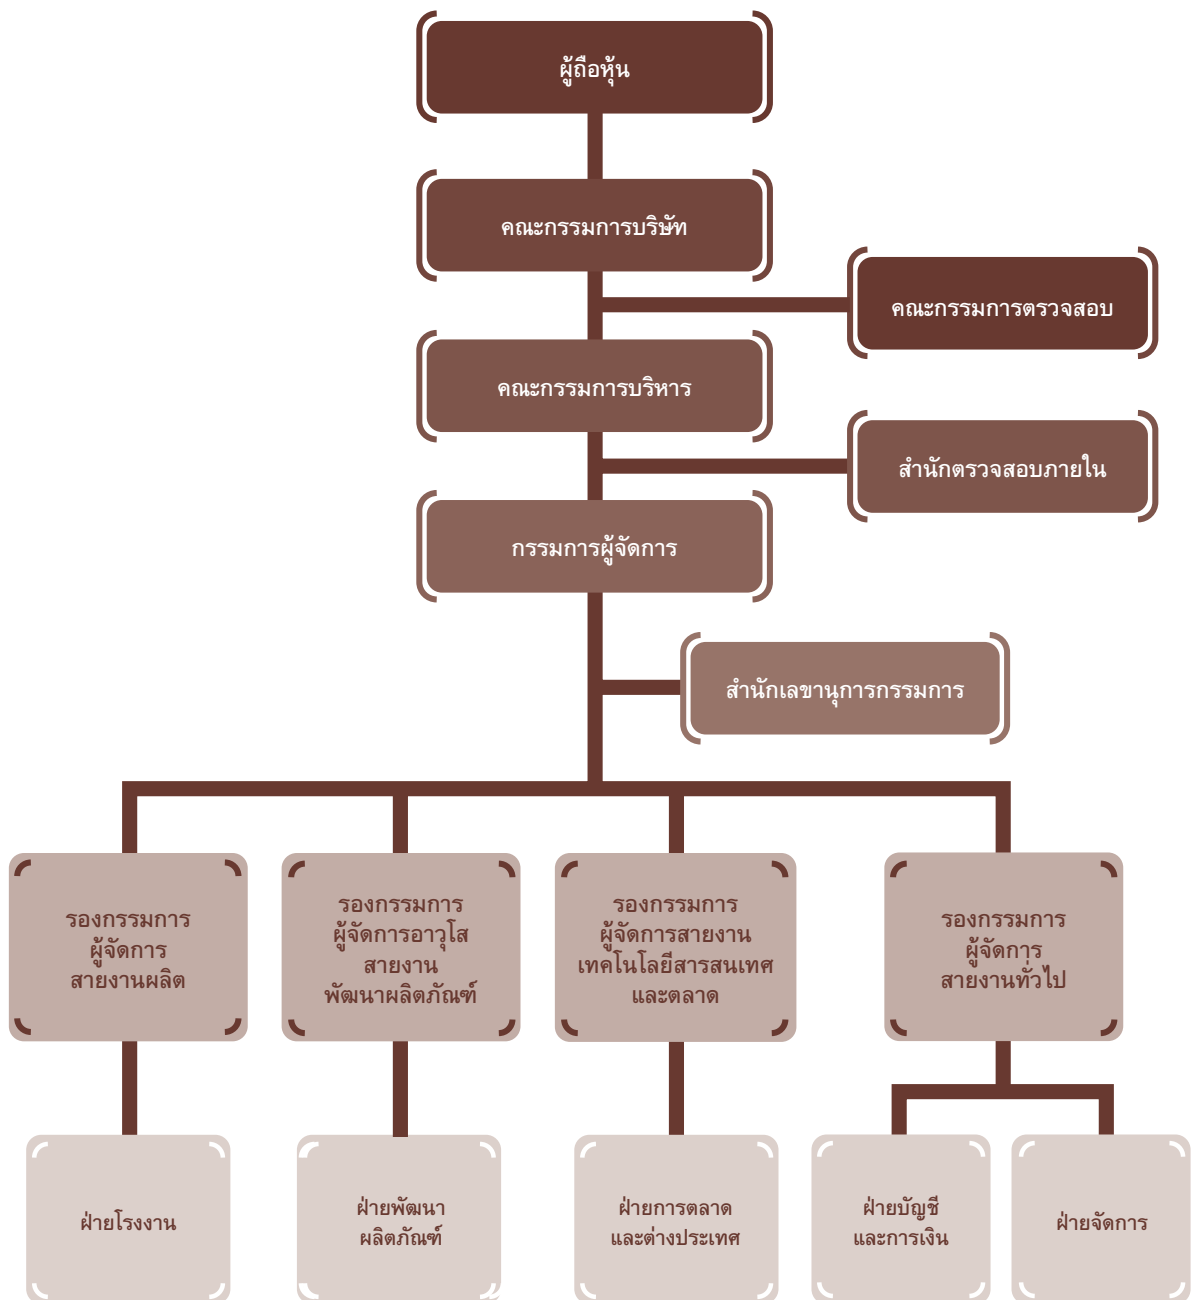 ผู้ถือหุ้น
คณะกรรมการบริษัท
คณะกรรมการตรวจสอบ
คณะกรรมการบริหาร
สำนักตรวจสอบภายใน
กรรมการผู้จัดการ
สำนักเลขานุการกรรมการ
รองกรรมการ
ผู้จัดการ
สายงานผลิต
รองกรรมการ
ผู้จัดการอาวุโส
สายงาน
พัฒนาผลิตภัณฑ์
รองกรรมการ
ผู้จัดการสายงาน
เทคโนโลยีสารสนเทศ
และตลาด
รองกรรมการ
ผู้จัดการ
สายงานทั่วไป
ฝ่ายโรงงาน
ฝ่ายพัฒนา
ผลิตภัณฑ์
ฝ่ายการตลาด
และต่างประเทศ
ฝ่ายบัญชี
และการเงิน
ฝ่ายจัดการ